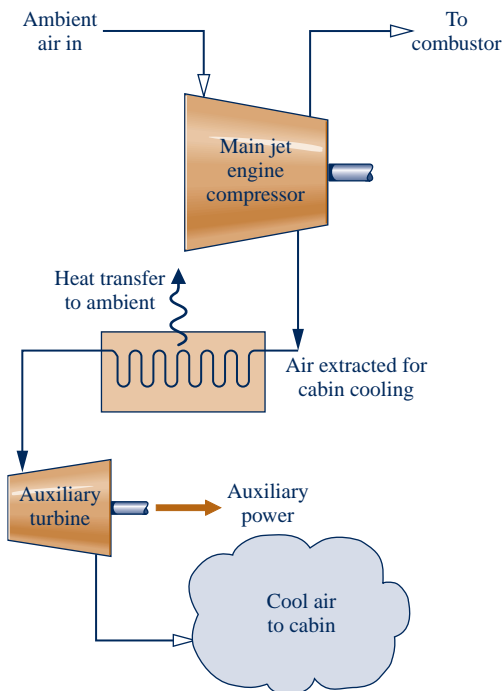 Ambient
air in
To
combustor
Main jet
engine
compressor
Heat transfer
to ambient
Air extracted for
cabin cooling
Auxiliary
turbine
Auxiliary
power
Cool air
to cabin